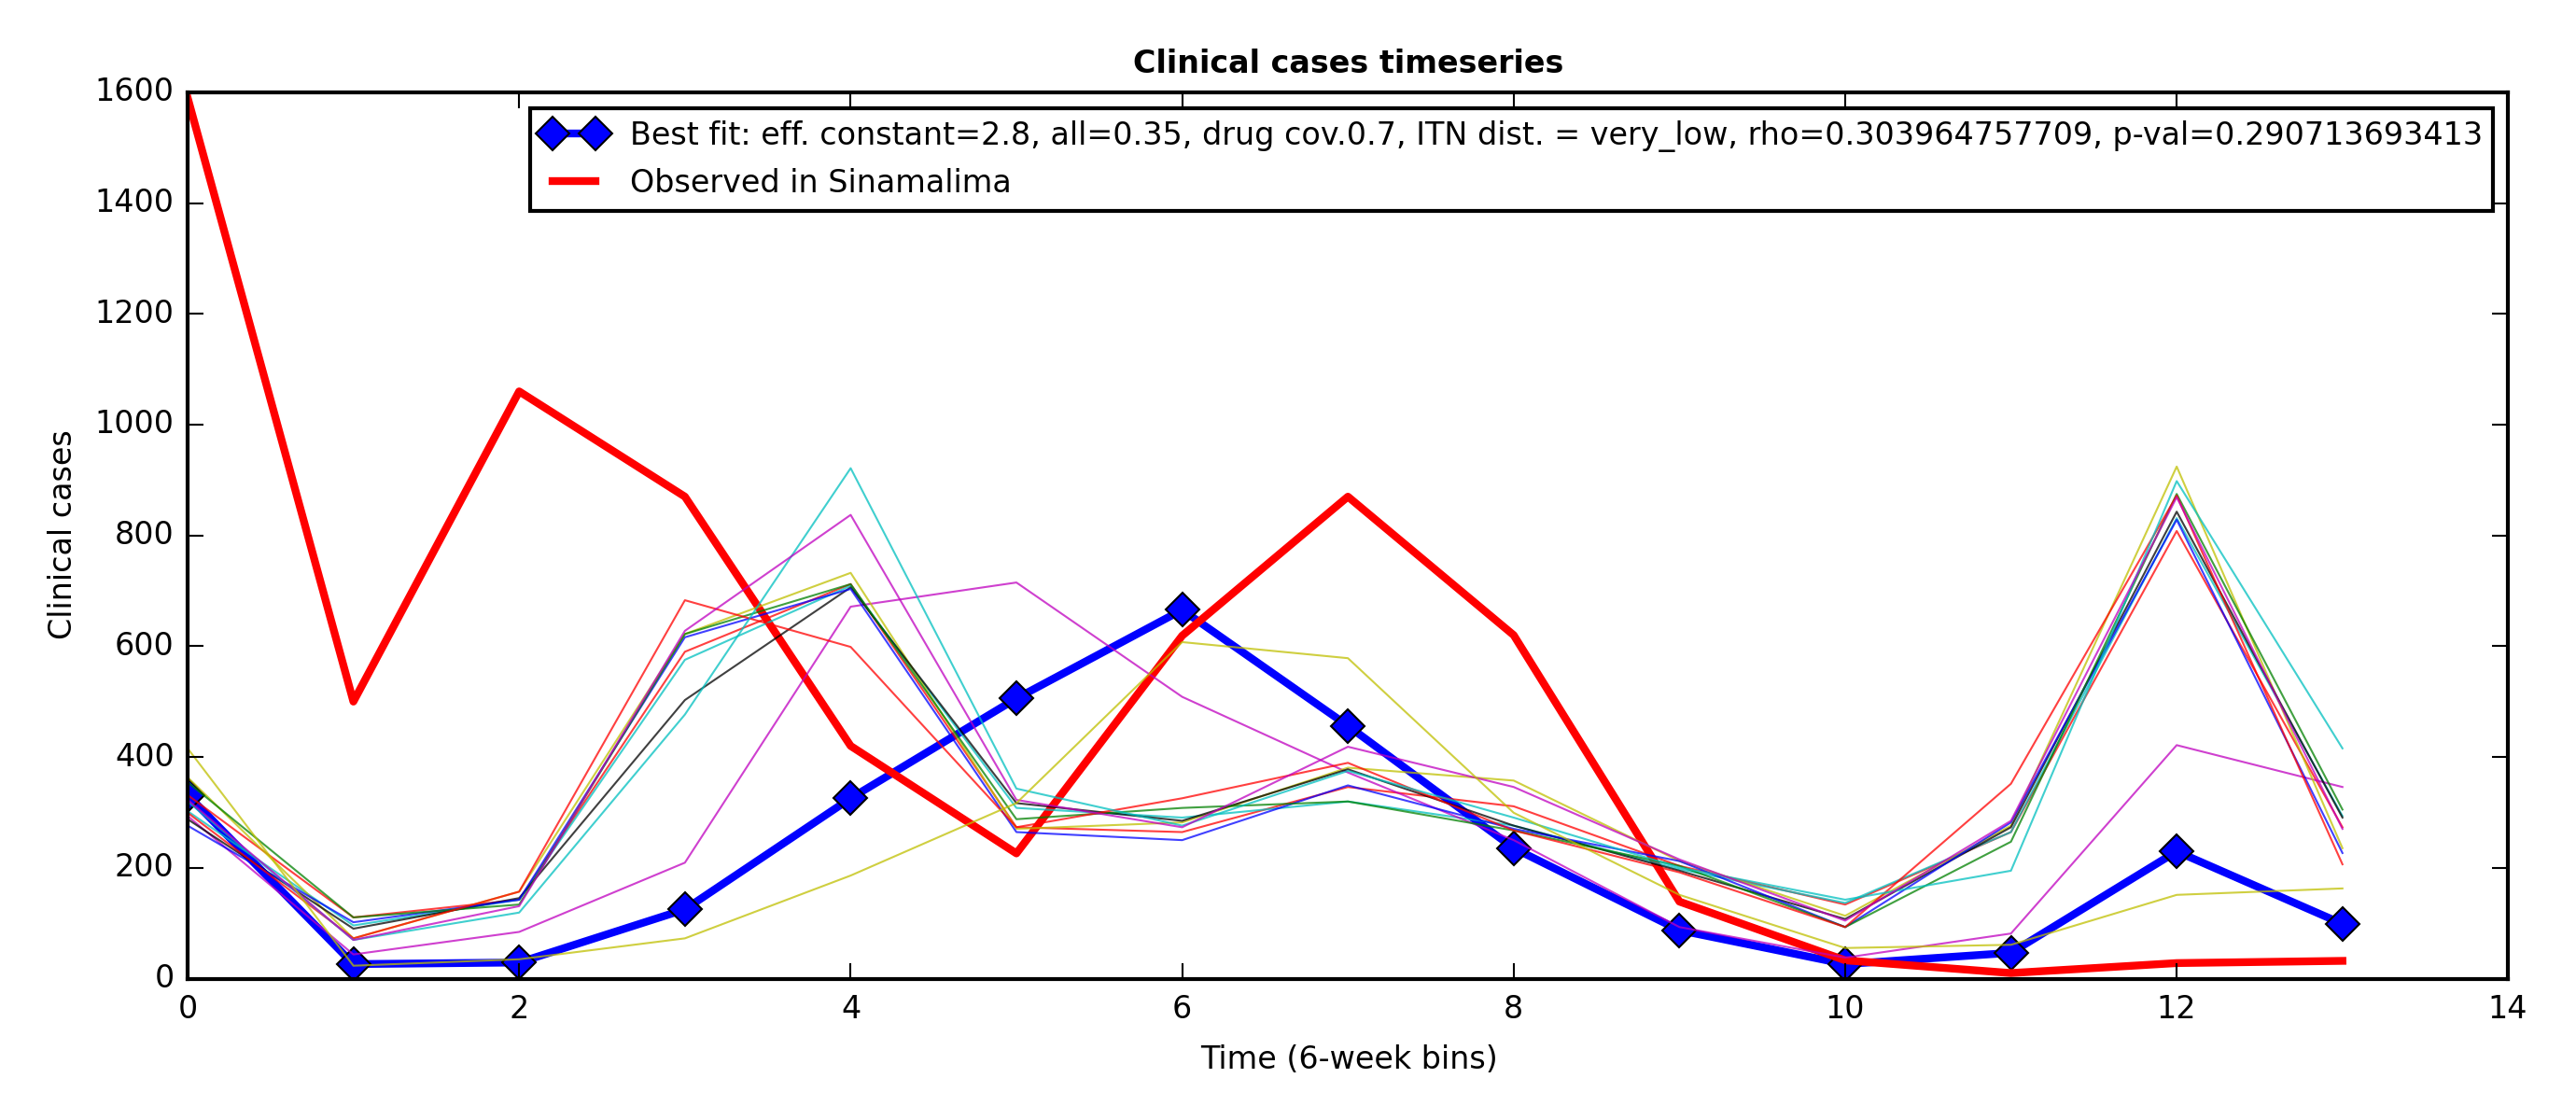 Clinical cases timeseries
Best fit: eff. constant=2.8, all=0.35, drug cov.0.7, ITN dist. = very_low, rho=0.303964757709, p-val=0.290713693413
Observed in Sinamalima
1600
1400
1200
1000
800
600
400
200
0
Clinical cases
0 2 4 6 8 10 12 14
Time (6-week bins)